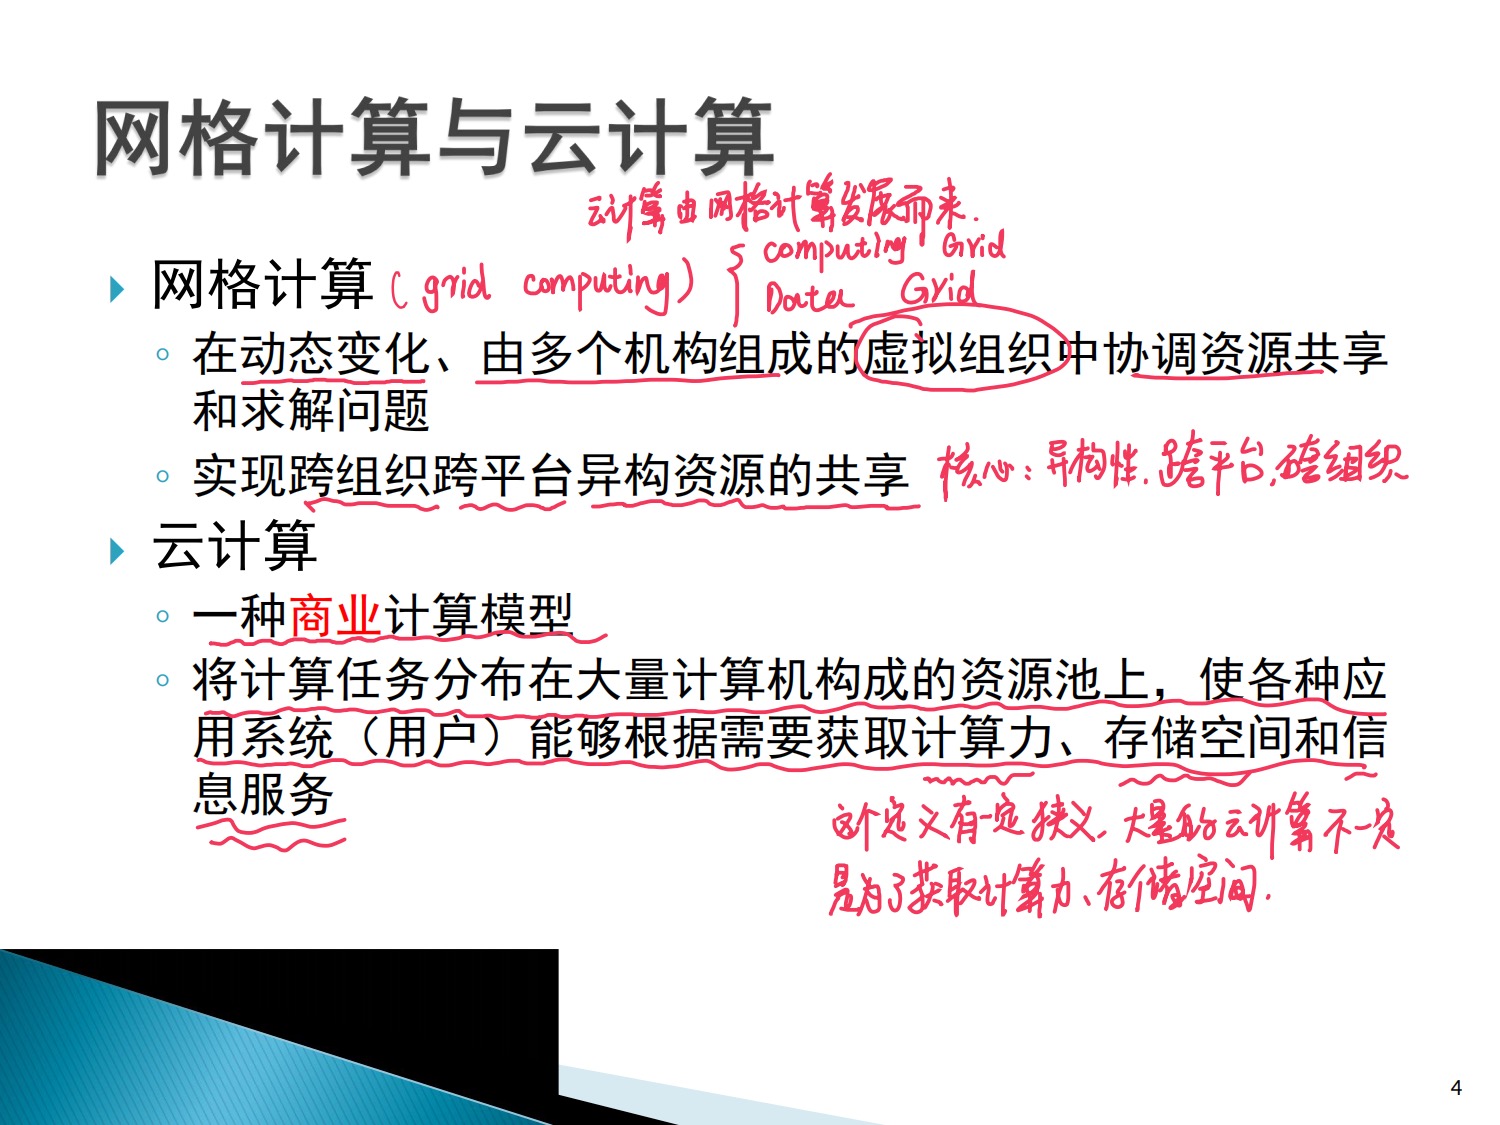 网格计算与云计算
云计算由网格计算发展而来.
网格计算 (grid computing) { computing Grid
Data Grid
在动态变化、由多个机构组成的虚拟组织中协调资源共享
和求解问题
实现跨组织跨平台异构资源的共享 核心：异构性.跨平台.跨组织
云计算
一种商业计算模型
将计算任务分布在大量计算机构成的资源池上，使各种应
用系统（用户）能够根据需要获取计算力、存储空间和信
息服务
这个定义有一定狭义，大量的云计算不一定
是为了获取计算力、存储空间.
4